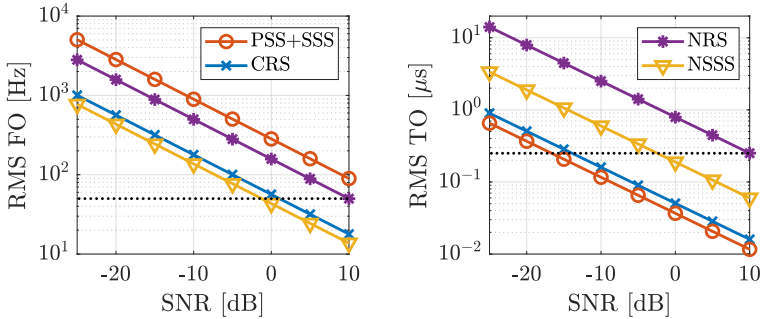 RMS FO [Hz]
10^4
10^3
10^2
10^1
PSS+SSS
CRS
-20
-10
0
10
SNR [dB]
RMS TO [μs]
10^1
10^0
10^-1
10^-2
NRS
NSSS
-20
-10
0
10
SNR [dB]